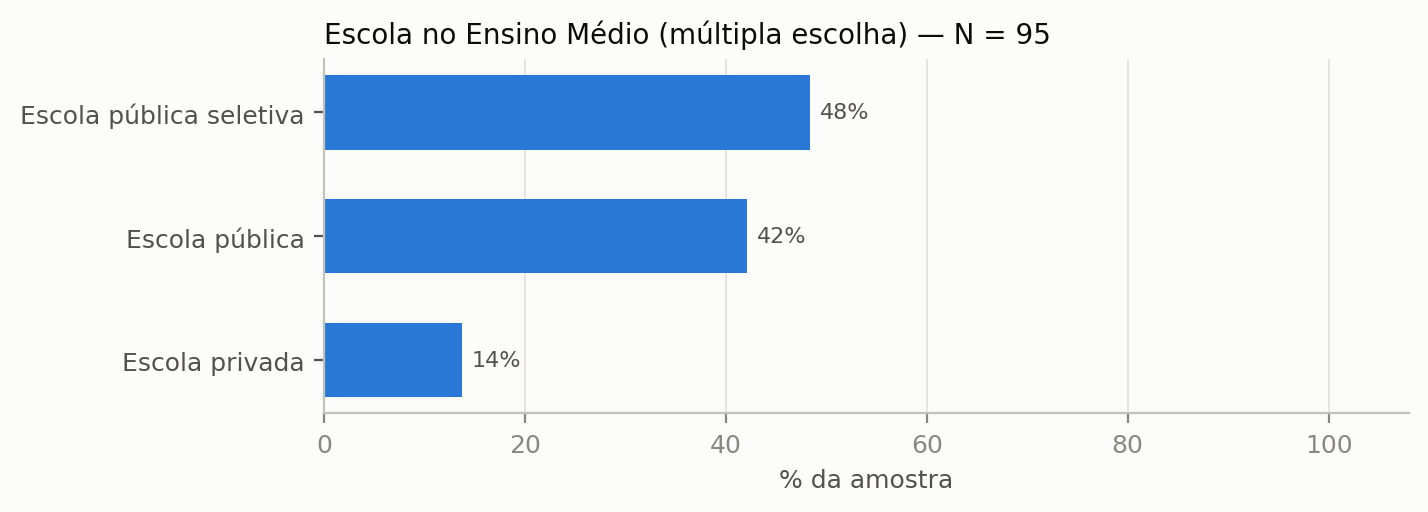 Escola no Ensino Médio (múltipla escolha) — N = 95
Escola pública seletiva 48%
Escola pública 42%
Escola privada 14%
0 20 40 60 80 100
% da amostra